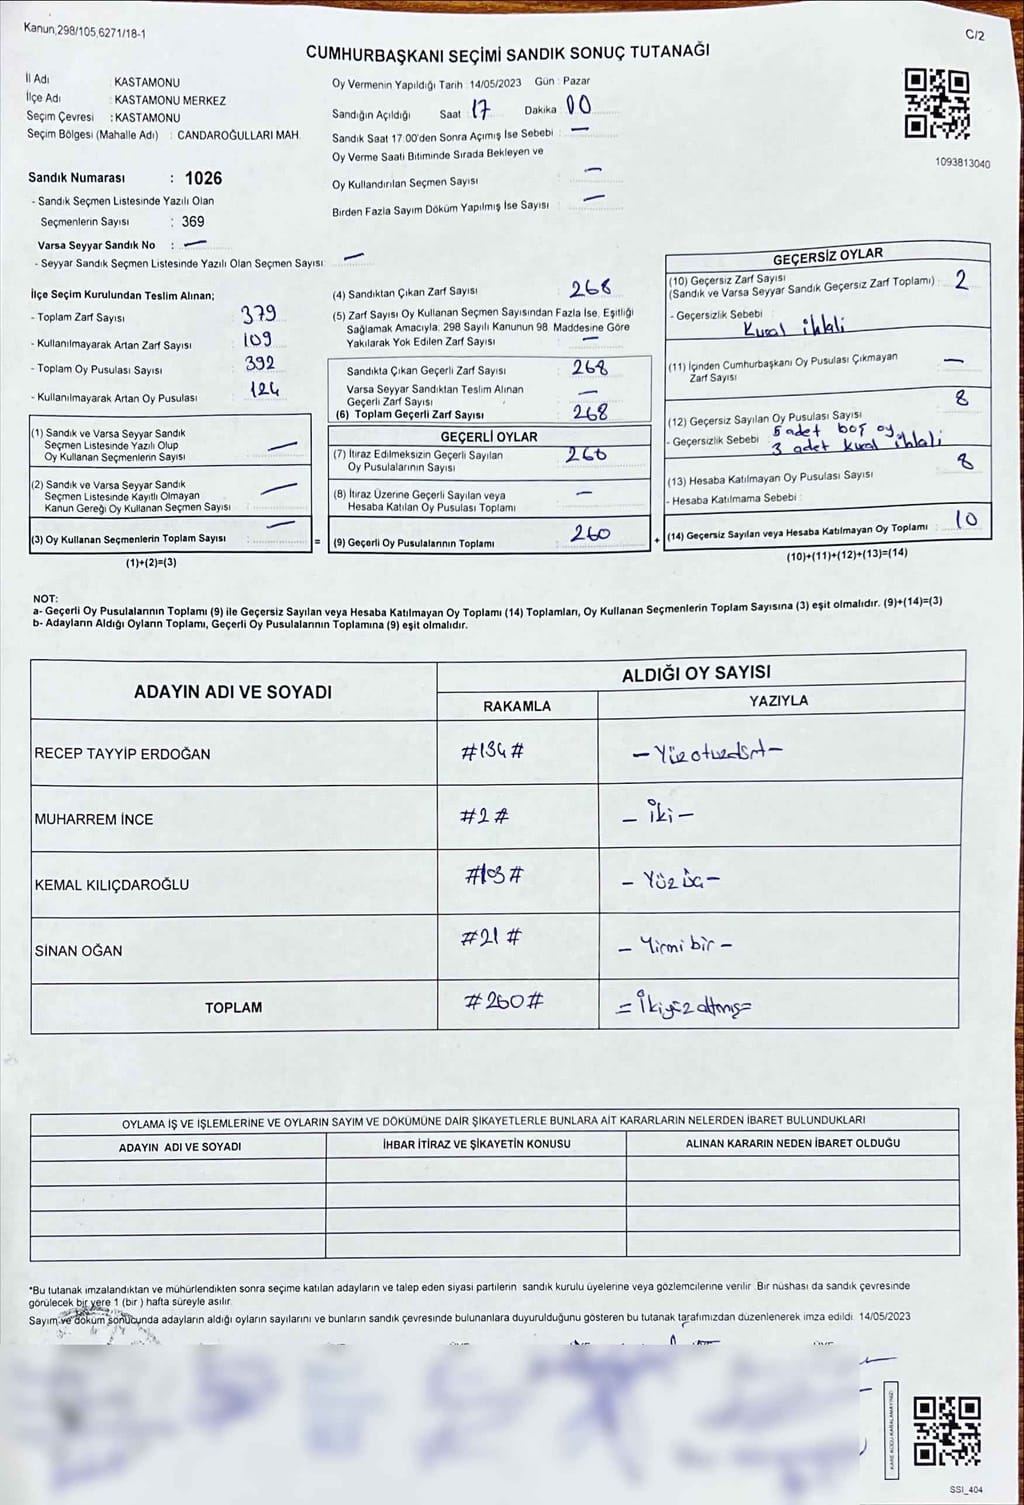 Kanun,298/105,6271/18-1
C/2
CUMHURBAŞKANI SEÇİMİ SANDIK SONUÇ TUTANAĞI
İl Adı KASTAMONU
İlçe Adı : KASTAMONU MERKEZ
Seçim Çevresi : KASTAMONU
Seçim Bölgesi (Mahalle Adı) : CANDAROĞULLARI MAH.
Sandık Numarası : 1026
- Sandık Seçmen Listesinde Yazılı Olan
Seçmenlerin Sayısı : 369
Varsa Seyyar Sandık No : —
- Seyyar Sandık Seçmen Listesinde Yazılı Olan Seçmen Sayısı: —
Oy Vermenin Yapıldığı Tarih : 14/05/2023 Gün : Pazar
Sandığın Açıldığı Saat : 17 Dakika : 00
Sandık Saat 17.00'den Sonra Açımış İse Sebebi : —
Oy Verme Saati Bitiminde Sırada Bekleyen ve
Oy Kullandırılan Seçmen Sayısı —
Birden Fazla Sayım Döküm Yapılmış İse Sayısı : —
1093813040
İlçe Seçim Kurulundan Teslim Alınan;
- Toplam Zarf Sayısı : 379
- Kullanılmayarak Artan Zarf Sayısı : 109
- Toplam Oy Pusulası Sayısı : 392
- Kullanılmayarak Artan Oy Pusulası : 124
(1) Sandık ve Varsa Seyyar Sandık
Seçmen Listesinde Yazılı Olup
Oy Kullanan Seçmenlerin Sayısı : —
(2) Sandık ve Varsa Seyyar Sandık
Seçmen Listesinde Kayıtlı Olmayan
Kanun Gereği Oy Kullanan Seçmen Sayısı : —
(3) Oy Kullanan Seçmenlerin Toplam Sayısı : — =
(1)+(2)=(3)
(4) Sandıktan Çıkan Zarf Sayısı : 268
(5) Zarf Sayısı Oy Kullanan Seçmen Sayısından Fazla İse, Eşitliği
Sağlamak Amacıyla, 298 Sayılı Kanunun 98. Maddesine Göre
Yakılarak Yok Edilen Zarf Sayısı : —
Sandıkta Çıkan Geçerli Zarf Sayısı : 268
Varsa Seyyar Sandıktan Teslim Alınan
Geçerli Zarf Sayısı : —
(6) Toplam Geçerli Zarf Sayısı : 268
GEÇERLİ OYLAR
(7) İtiraz Edilmeksizin Geçerli Sayılan
Oy Pusulalarının Sayısı : 260
(8) İtiraz Üzerine Geçerli Sayılan veya
Hesaba Katılan Oy Pusulası Toplamı : —
(9) Geçerli Oy Pusulalarının Toplamı : 260 +
GEÇERSİZ OYLAR
(10) Geçersiz Zarf Sayısı
(Sandık ve Varsa Seyyar Sandık Geçersiz Zarf Toplamı) : 2
- Geçersizlik Sebebi :
Kural ihlali
(11) İçinden Cumhurbaşkanı Oy Pusulası Çıkmayan
Zarf Sayısı : —
(12) Geçersiz Sayılan Oy Pusulası Sayısı : 8
- Geçersizlik Sebebi : 5 adet boş oy,
3 adet kural ihlali
(13) Hesaba Katılmayan Oy Pusulası Sayısı : 8
- Hesaba Katılmama Sebebi :
(14) Geçersiz Sayılan veya Hesaba Katılmayan Oy Toplamı : 10
(10)+(11)+(12)+(13)=(14)
NOT:
a- Geçerli Oy Pusulalarının Toplamı (9) ile Geçersiz Sayılan veya Hesaba Katılmayan Oy Toplamı (14) Toplamları, Oy Kullanan Seçmenlerin Toplam Sayısına (3) eşit olmalıdır. (9)+(14)=(3)
b- Adayların Aldığı Oyların Toplamı, Geçerli Oy Pusulalarının Toplamına (9) eşit olmalıdır.
ADAYIN ADI VE SOYADI
ALDIĞI OY SAYISI
RAKAMLA YAZIYLA
RECEP TAYYİP ERDOĞAN #134# — Yüzotuzdört —
MUHARREM İNCE #2# — İki —
KEMAL KILIÇDAROĞLU #103# — Yüz üç —
SİNAN OĞAN #21# — Yirmi bir —
TOPLAM #260# = İkiyüz altmış =
OYLAMA İŞ VE İŞLEMLERİNE VE OYLARIN SAYIM VE DÖKÜMÜNE DAİR ŞİKAYETLERLE BUNLARA AİT KARARLARIN NELERDEN İBARET BULUNDUKLARI
ADAYIN ADI VE SOYADI İHBAR İTİRAZ VE ŞİKAYETİN KONUSU ALINAN KARARIN NEDEN İBARET OLDUĞU
*Bu tutanak imzalandıktan ve mühürlendikten sonra seçime katılan adayların ve talep eden siyasi partilerin sandık kurulu üyelerine veya gözlemcilerine verilir. Bir nüshası da sandık çevresinde
görülecek bir yere 1 (bir ) hafta süreyle asılır.
Sayım ve döküm sonucunda adayların aldığı oyların sayılarını ve bunların sandık çevresinde bulunanlara duyurulduğunu gösteren bu tutanak tarafımızdan düzenlenerek imza edildi. 14/05/2023
KARE KODU KARALAMAYINIZ!
SSI_404